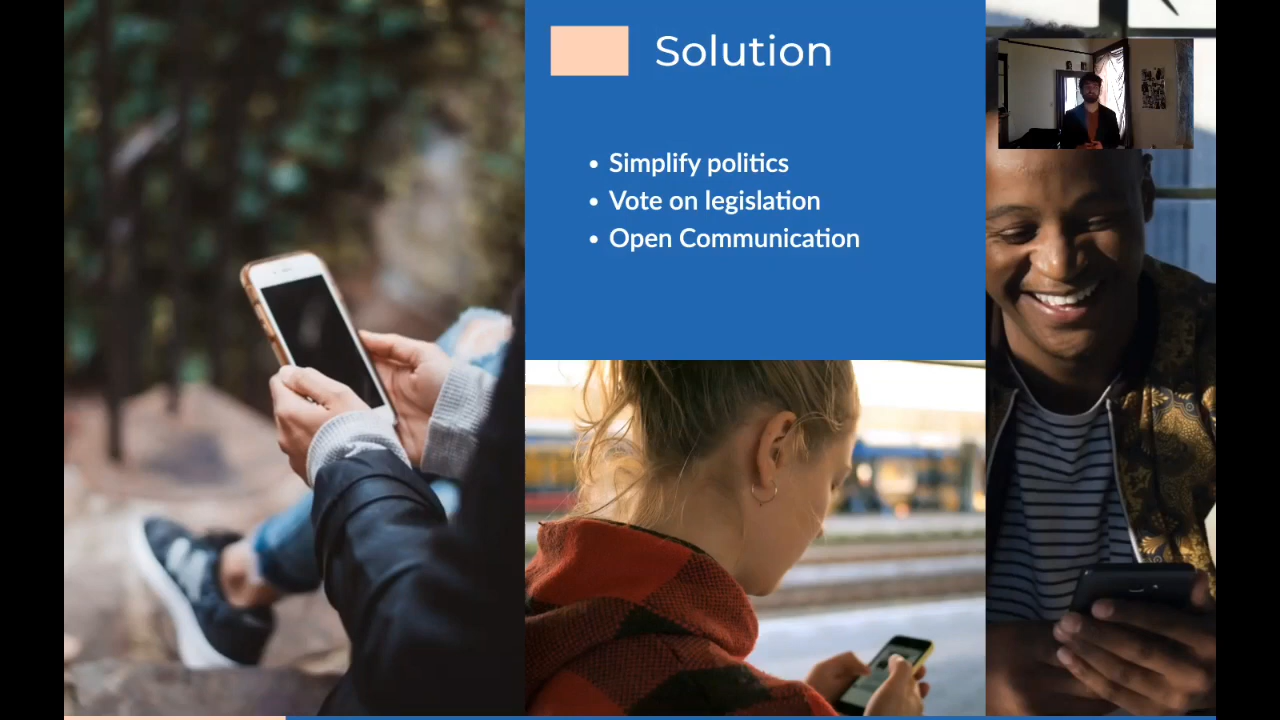 Solution
• Simplify politics
• Vote on legislation
• Open Communication